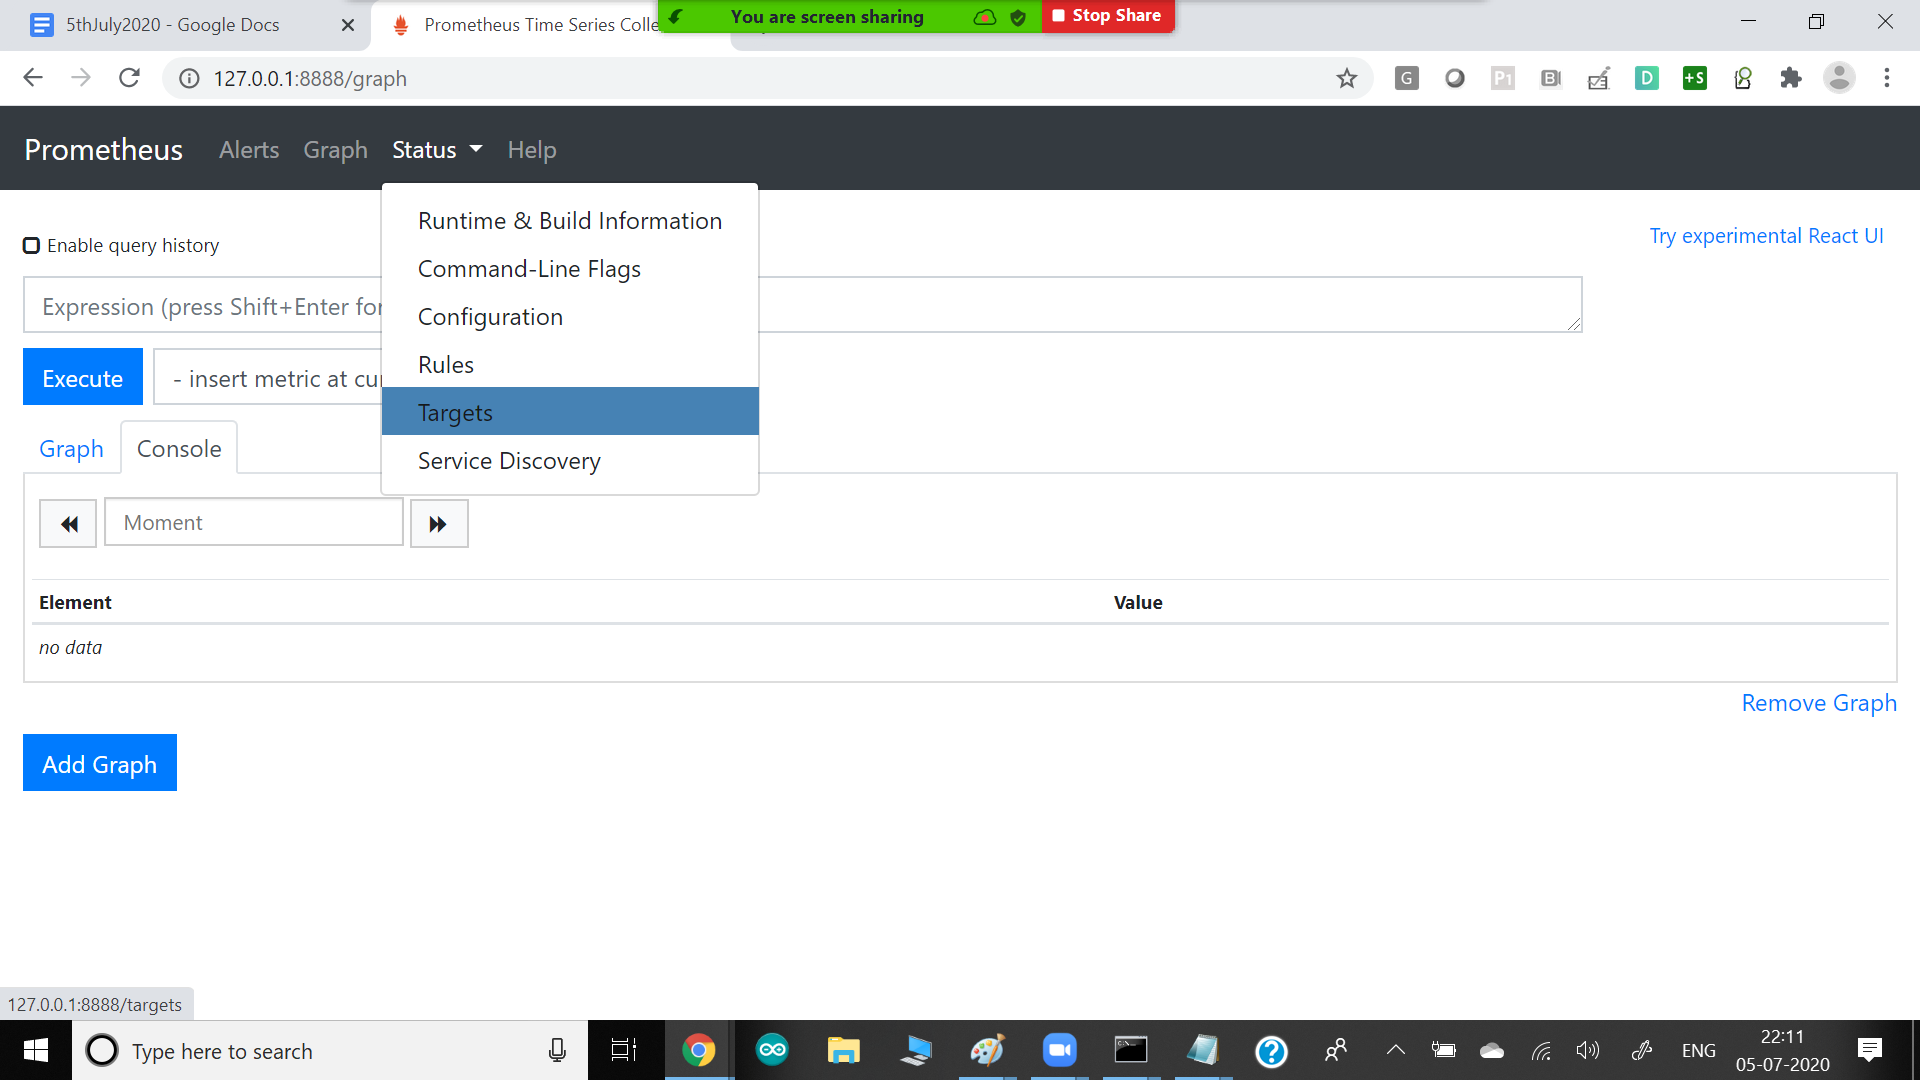 5thJuly2020 - Google Docs
Prometheus Time Series Colle
You are screen sharing
Stop Share
127.0.0.1:8888/graph
G
P1
B
D
+S
Prometheus
Alerts
Graph
Status
Help
Runtime & Build Information
Command-Line Flags
Configuration
Rules
Targets
Service Discovery
Enable query history
Try experimental React UI
Expression (press Shift+Enter for
Execute
- insert metric at cu
Graph
Console
Moment
Element
Value
no data
Remove Graph
Add Graph
127.0.0.1:8888/targets
Type here to search
ENG
22:11
05-07-2020